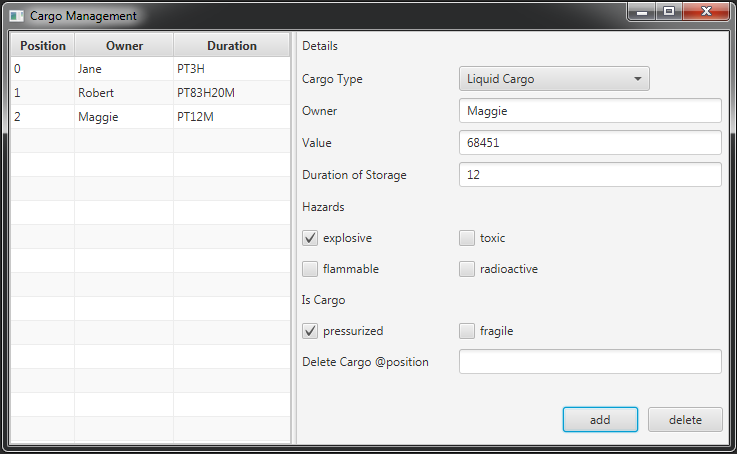 Cargo Management
Position Owner Duration
0 Jane PT3H
1 Robert PT83H20M
2 Maggie PT12M
Details
Cargo Type Liquid Cargo
Owner Maggie
Value 68451
Duration of Storage 12
Hazards
explosive toxic
flammable radioactive
Is Cargo
pressurized fragile
Delete Cargo @position
add delete